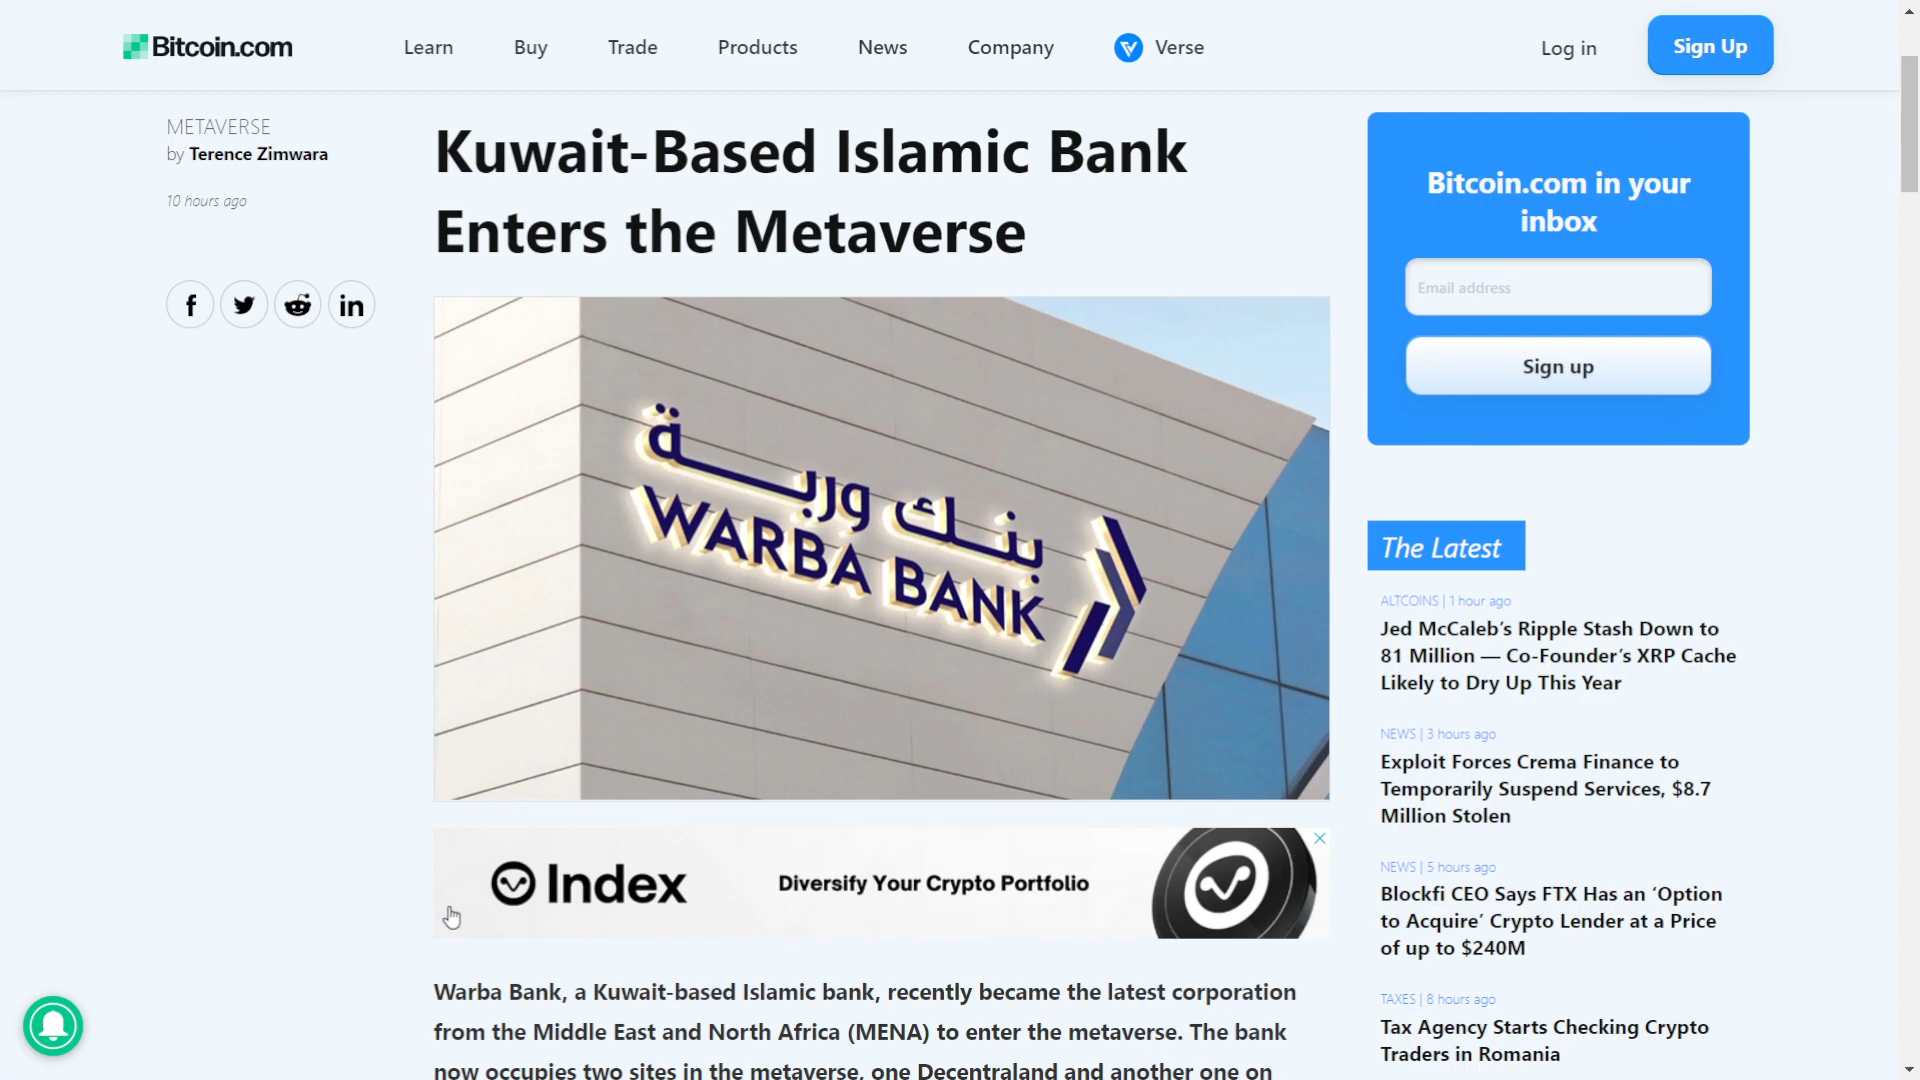 Bitcoin.com
Learn
Buy
Trade
Products
News
Company
Verse
Log in
Sign Up
METAVERSE
by Terence Zimwara
10 hours ago
Kuwait-Based Islamic Bank
Enters the Metaverse
بنك وربة
WARBA BANK
Index
Diversify Your Crypto Portfolio
Warba Bank, a Kuwait-based Islamic bank, recently became the latest corporation
from the Middle East and North Africa (MENA) to enter the metaverse. The bank
now occupies two sites in the metaverse, one Decentraland and another one on
Bitcoin.com in your
inbox
Email address
Sign up
The Latest
ALTCOINS | 1 hour ago
Jed McCaleb’s Ripple Stash Down to
81 Million — Co-Founder’s XRP Cache
Likely to Dry Up This Year
NEWS | 3 hours ago
Exploit Forces Crema Finance to
Temporarily Suspend Services, $8.7
Million Stolen
NEWS | 5 hours ago
Blockfi CEO Says FTX Has an ‘Option
to Acquire’ Crypto Lender at a Price
of up to $240M
TAXES | 8 hours ago
Tax Agency Starts Checking Crypto
Traders in Romania